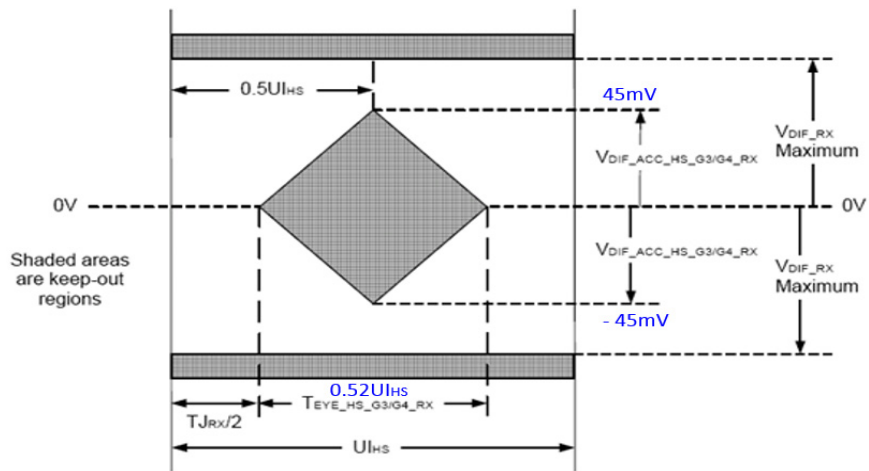 0.5UIHS
45mV
VDIF_RX
Maximum
VDIF_ACC_HS_G3/G4_RX
0V
0V
Shaded areas
are keep-out
regions
VDIF_ACC_HS_G3/G4_RX
VDIF_RX
Maximum
- 45mV
0.52UIHS
TJRX/2
TEYE_HS_G3/G4_RX
UIHS